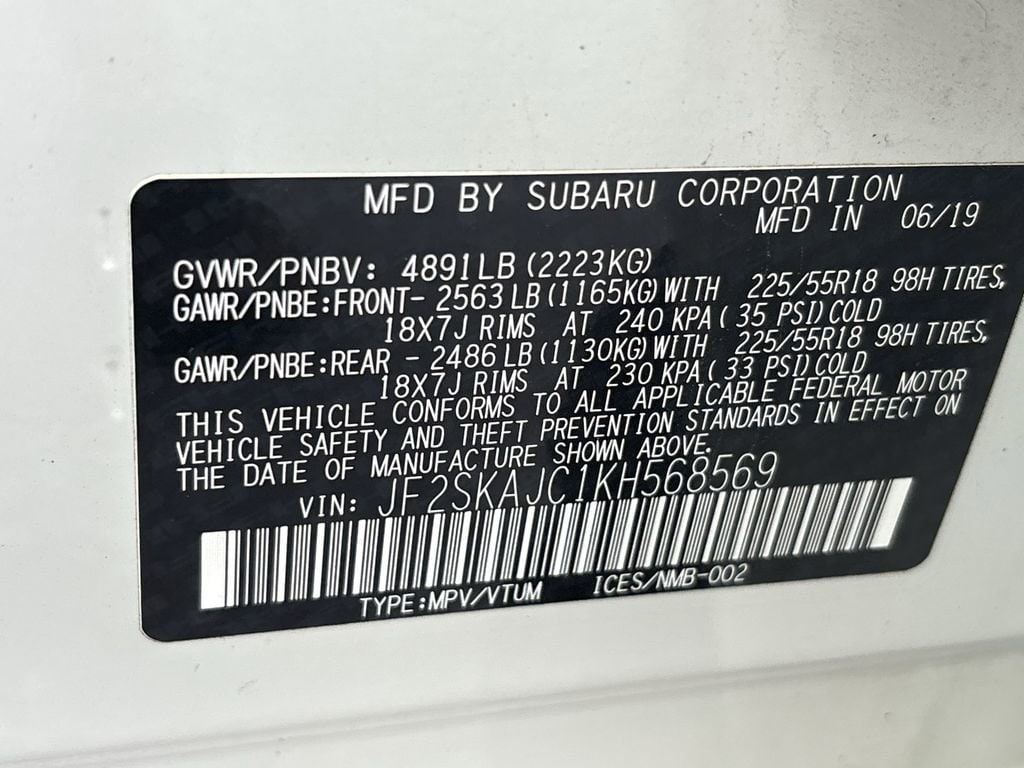 MFD BY SUBARU CORPORATION
MFD IN 06/19
GVWR/PNBV: 4891LB (2223KG)
GAWR/PNBE:FRONT- 2563 LB (1165KG) WITH 225/55R18 98H TIRES,
18X7J RIMS AT 240 KPA( 35 PSI) COLD
GAWR/PNBE:REAR - 2486 LB (1130KG) WITH 225/55R18 98H TIRES,
18X7J RIMS AT 230 KPA( 33 PSI) COLD
THIS VEHICLE CONFORMS TO ALL APPLICABLE FEDERAL MOTOR
VEHICLE SAFETY AND THEFT PREVENTION STANDARDS IN EFFECT ON
THE DATE OF MANUFACTURE SHOWN ABOVE.
VIN: JF2SKAJC1KH568569
TYPE:MPV/VTUM ICES/NMB-002